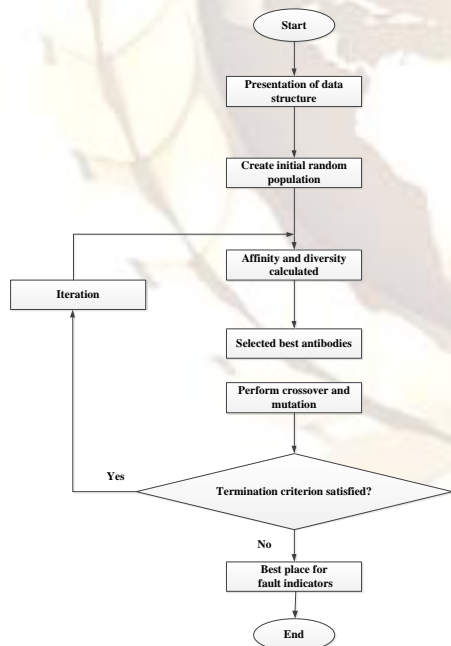 Start
Presentation of data
structure
Create initial random
population
Affinity and diversity
calculated
Iteration
Selected best antibodies
Perform crossover and
mutation
Yes
Termination criterion satisfied?
No
Best place for
fault indicators
End